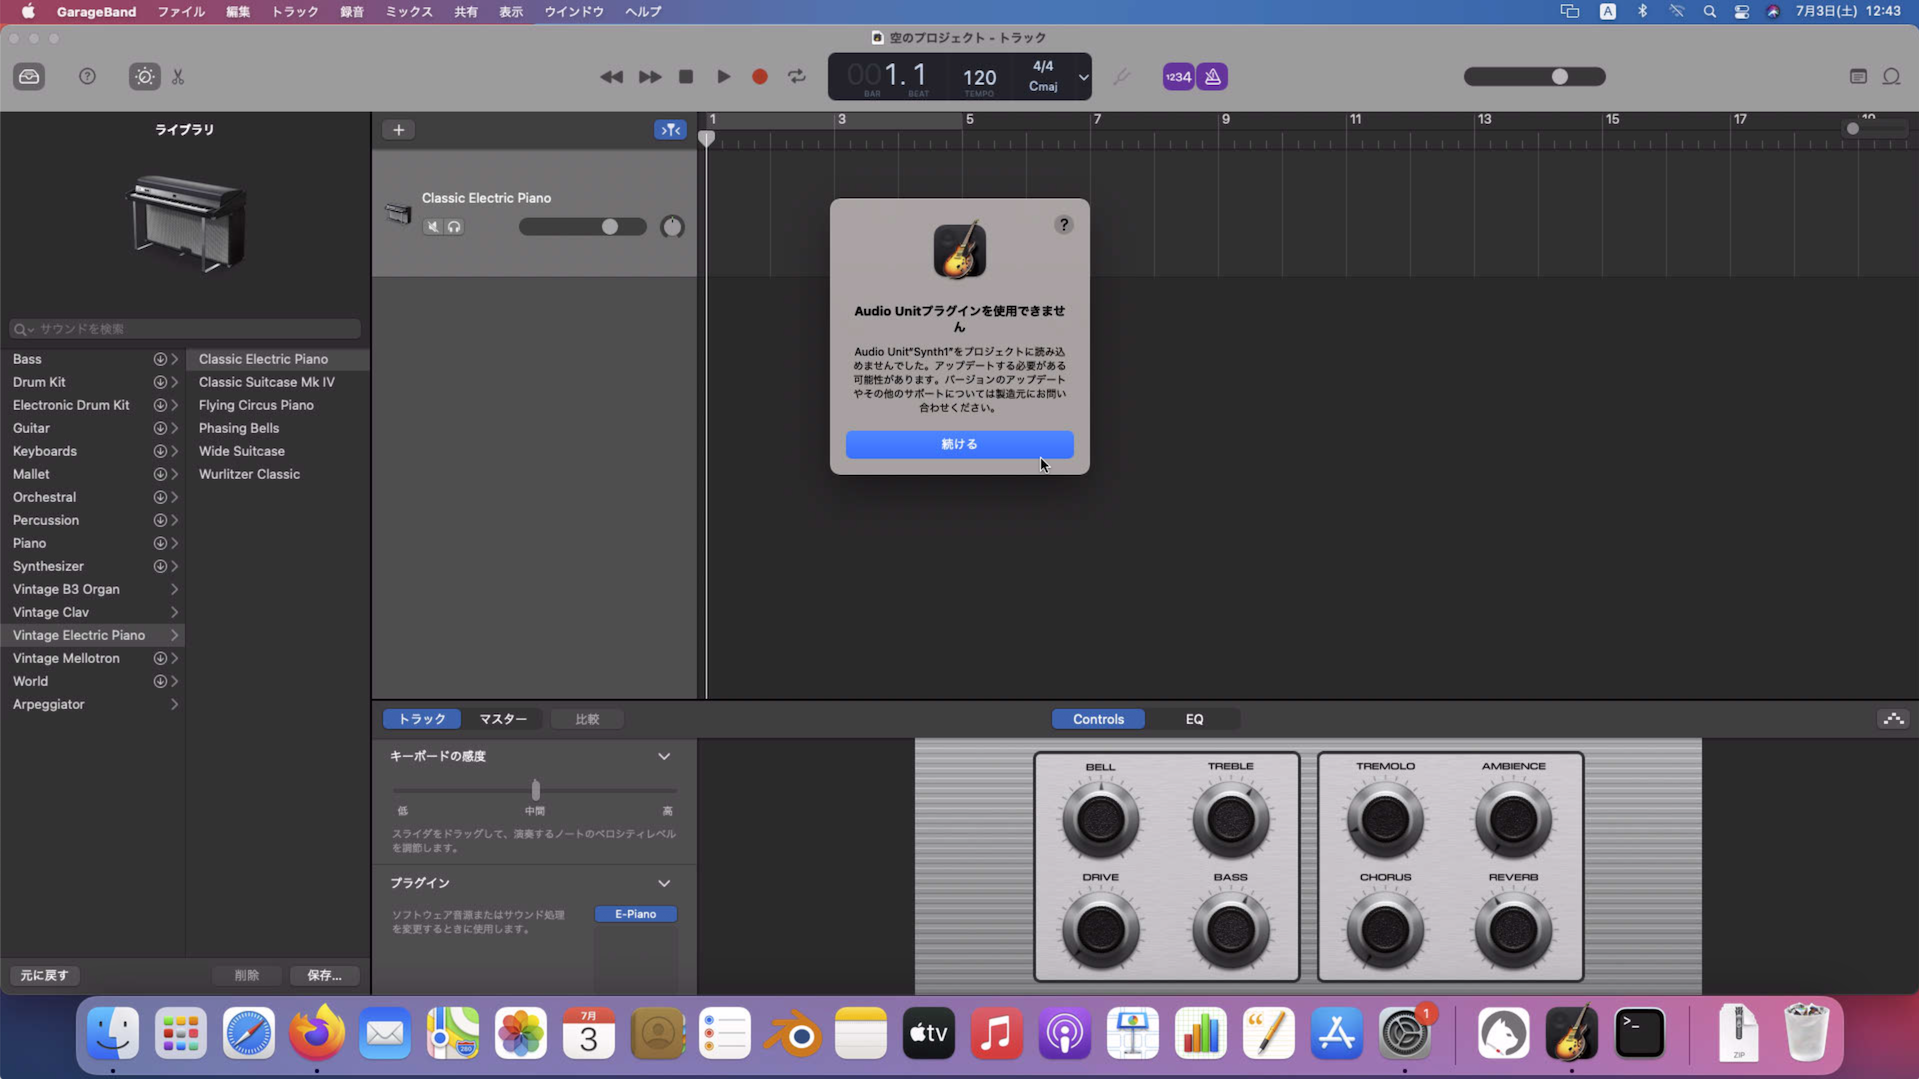 GarageBand ファイル 編集 トラック 録音 ミックス 共有 表示 ウインドウ ヘルプ
A 7月3日(土) 12:43
空のプロジェクト - トラック
001.1 120 4/4
Cmaj
BAR BEAT TEMPO
1234
ライブラリ
1 3 5 7 9 11 13 15 17 19
Classic Electric Piano
サウンドを検索
Bass
Drum Kit
Electronic Drum Kit
Guitar
Keyboards
Mallet
Orchestral
Percussion
Piano
Synthesizer
Vintage B3 Organ
Vintage Clav
Vintage Electric Piano
Vintage Mellotron
World
Arpeggiator
Classic Electric Piano
Classic Suitcase Mk IV
Flying Circus Piano
Phasing Bells
Wide Suitcase
Wurlitzer Classic
?
Audio Unitプラグインを使用できませ
ん
Audio Unit"Synth1"をプロジェクトに読み込
めませんでした。アップデートする必要がある
可能性があります。バージョンのアップデート
やその他のサポートについては製造元にお問い
合わせください。
続ける
トラック マスター 比較
Controls EQ
キーボードの感度
低 中間 高
スライダをドラッグして、演奏するノートのベロシティレベル
を調節します。
プラグイン
ソフトウェア音源またはサウンド処理
を変更するときに使用します。
E-Piano
BELL TREBLE TREMOLO AMBIENCE
DRIVE BASS CHORUS REVERB
元に戻す 削除 保存...
7月
3
280
tv
1
>_
ZIP